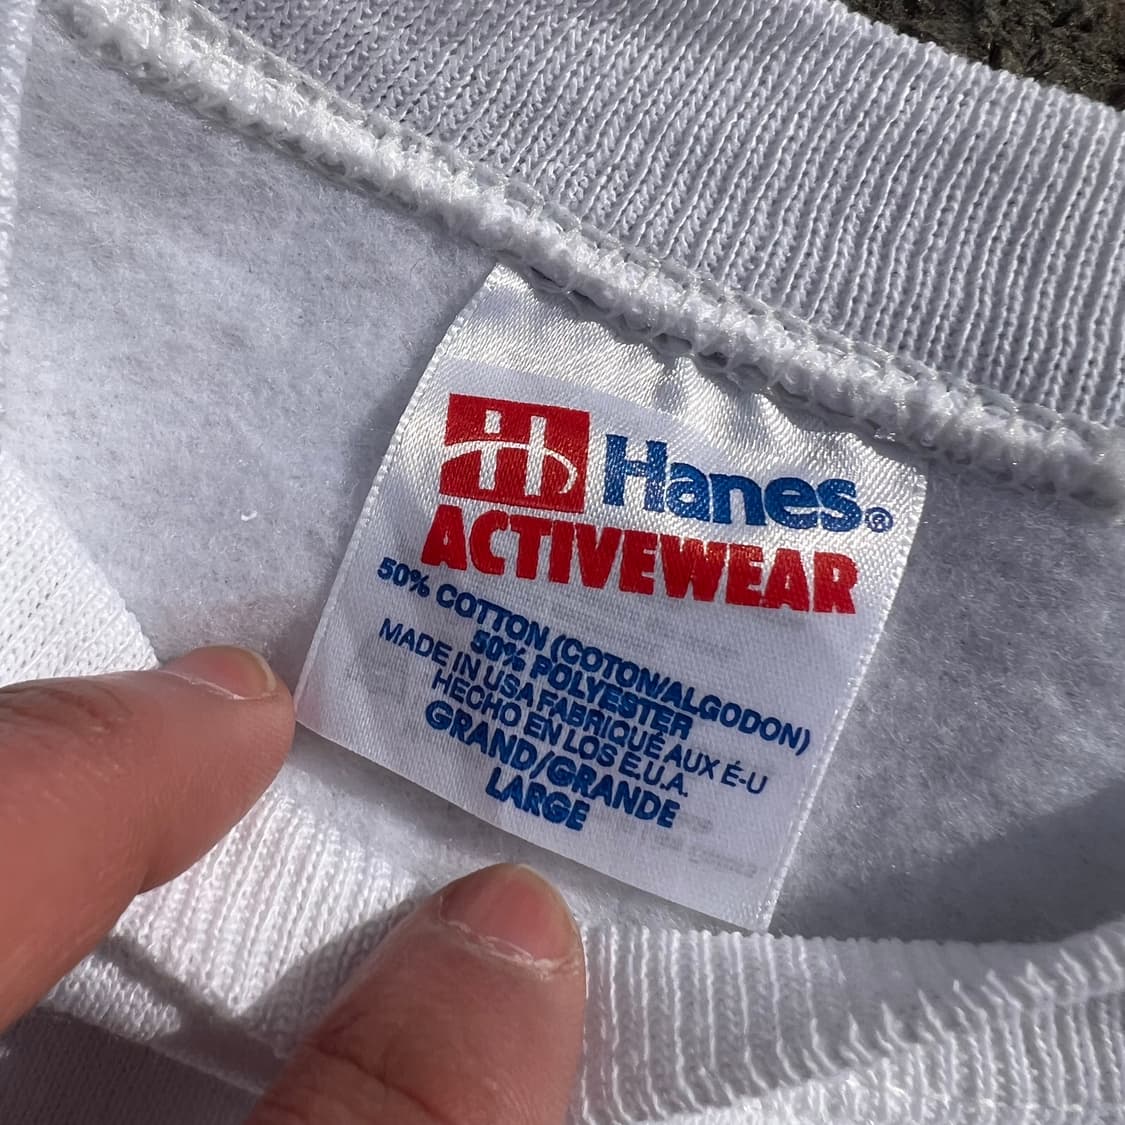 H Hanes®
ACTIVEWEAR
50% COTTON (COTON/ALGODON)
50% POLYESTER
MADE IN USA FABRIQUÉ AUX É-U
HECHO EN LOS E.U.A.
GRAND/GRANDE
LARGE